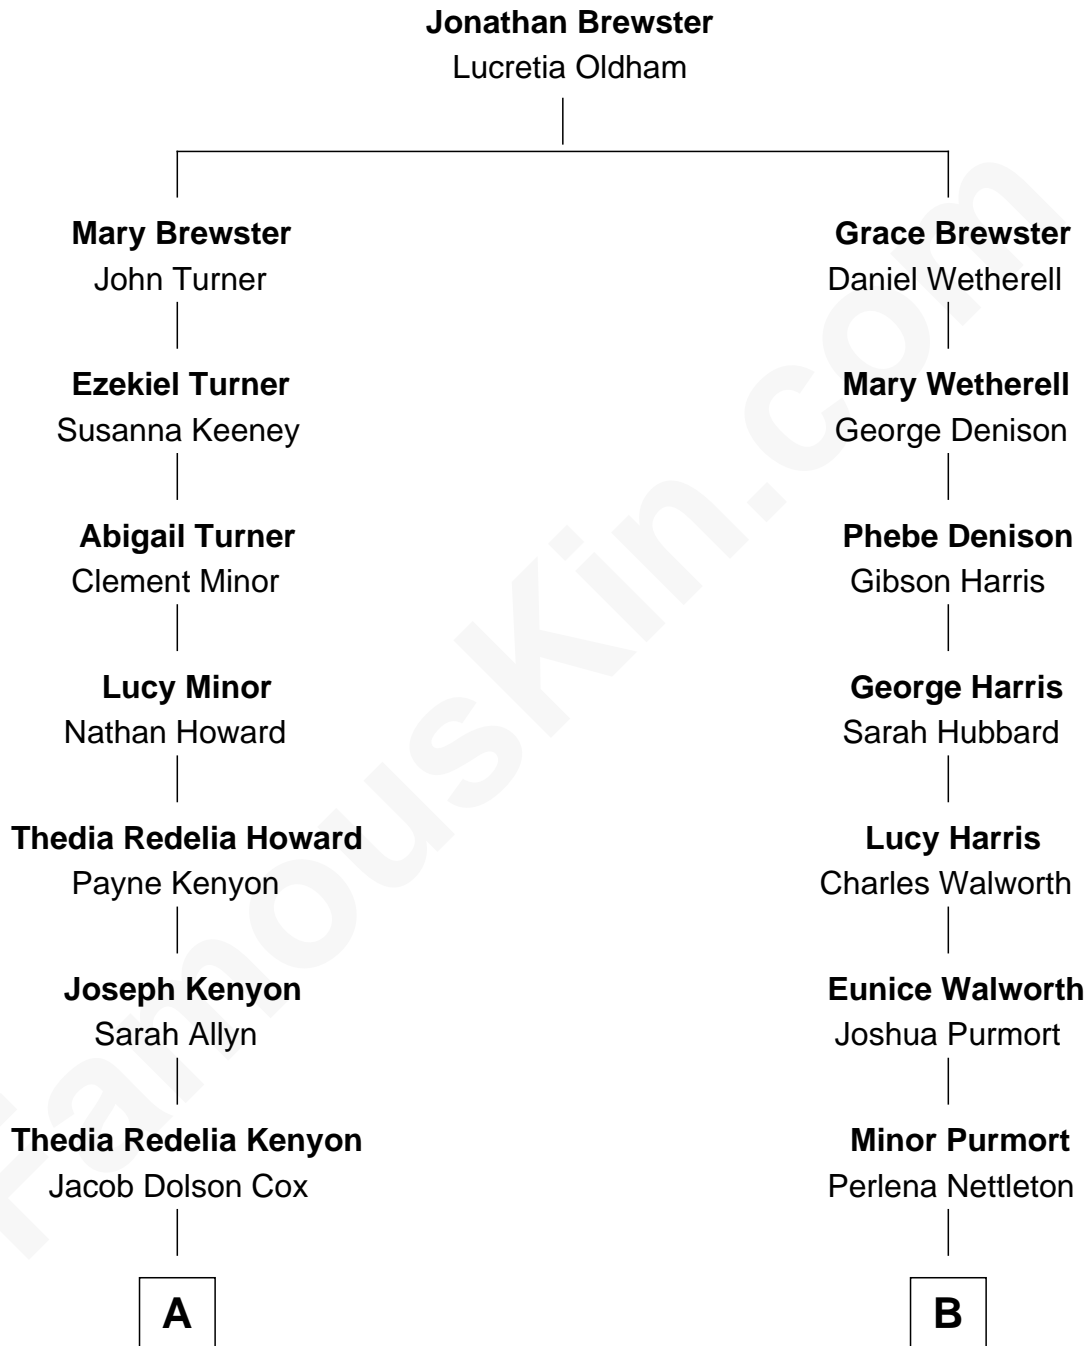 Jonathan Brewster
Lucretia Oldham
Mary Brewster
John Turner
Grace Brewster
Daniel Wetherell
Ezekiel Turner
Susanna Keeney
Mary Wetherell
George Denison
Abigail Turner
Clement Minor
Phebe Denison
Gibson Harris
Lucy Minor
Nathan Howard
George Harris
Sarah Hubbard
Thedia Redelia Howard
Payne Kenyon
Lucy Harris
Charles Walworth
Joseph Kenyon
Sarah Allyn
Eunice Walworth
Joshua Purmort
Thedia Redelia Kenyon
Jacob Dolson Cox
Minor Purmort
Perlena Nettleton
A
B
FamousKin.com